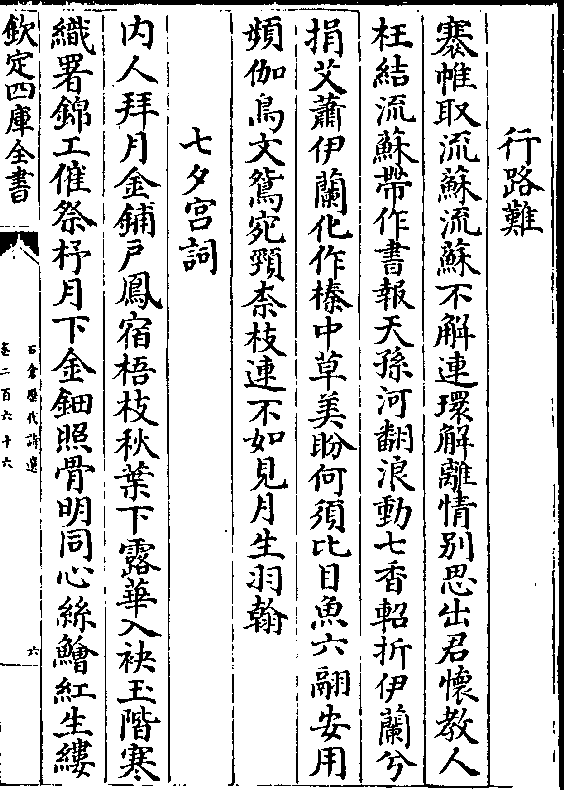 行路難
褰帷取流蘇流蘇不解連環解離情别思出君懷教人
枉結流蘇帶作書報天孫河翻浪動七香軺折伊蘭兮
捐艾蕭伊蘭化作榛中草美盼何須比目魚六翮安用
頻伽鳥文鴛宛頸柰枝連不如見月生羽翰
七夕宫詞
内人拜月金鋪户鳳宿梧枝秋葉下露華入袂玉階寒
織署錦工催祭杼月下金鈿照骨明同心絲鱠紅生縷
欽定四庫全書
石倉歷代詩選
卷二百六十六
六